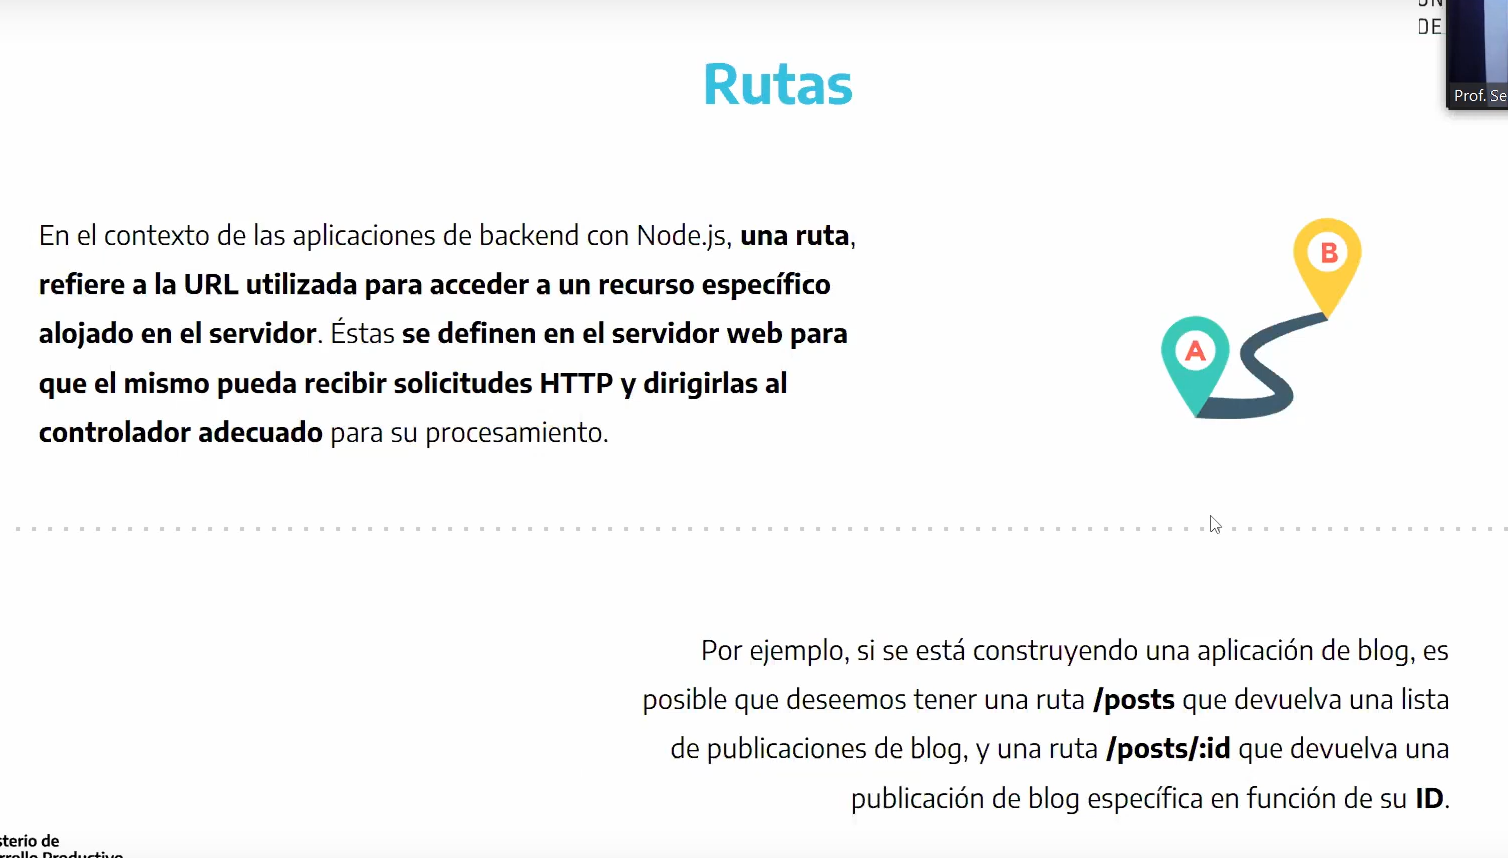 DE
Prof. Se
Rutas
En el contexto de las aplicaciones de backend con Node.js, una ruta,
refiere a la URL utilizada para acceder a un recurso específico
alojado en el servidor. Éstas se definen en el servidor web para
que el mismo pueda recibir solicitudes HTTP y dirigirlas al
controlador adecuado para su procesamiento.
B
A
Por ejemplo, si se está construyendo una aplicación de blog, es
posible que deseemos tener una ruta /posts que devuelva una lista
de publicaciones de blog, y una ruta /posts/:id que devuelva una
publicación de blog específica en función de su ID.
sterio de
rrollo Productivo